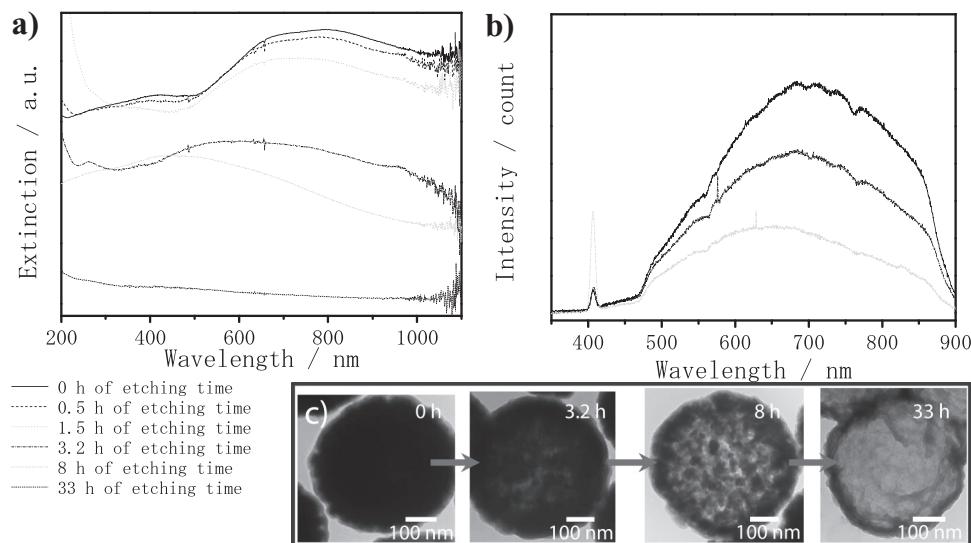 a)
Extinction / a. u.
200 400 600 800 1000
Wavelength / nm
b)
Intensity / count
400 500 600 700 800 900
Wavelength / nm
0 h of etching time
0.5 h of etching time
1.5 h of etching time
3.2 h of etching time
8 h of etching time
33 h of etching time
c)
0 h
100 nm
3.2 h
100 nm
8 h
100 nm
33 h
100 nm